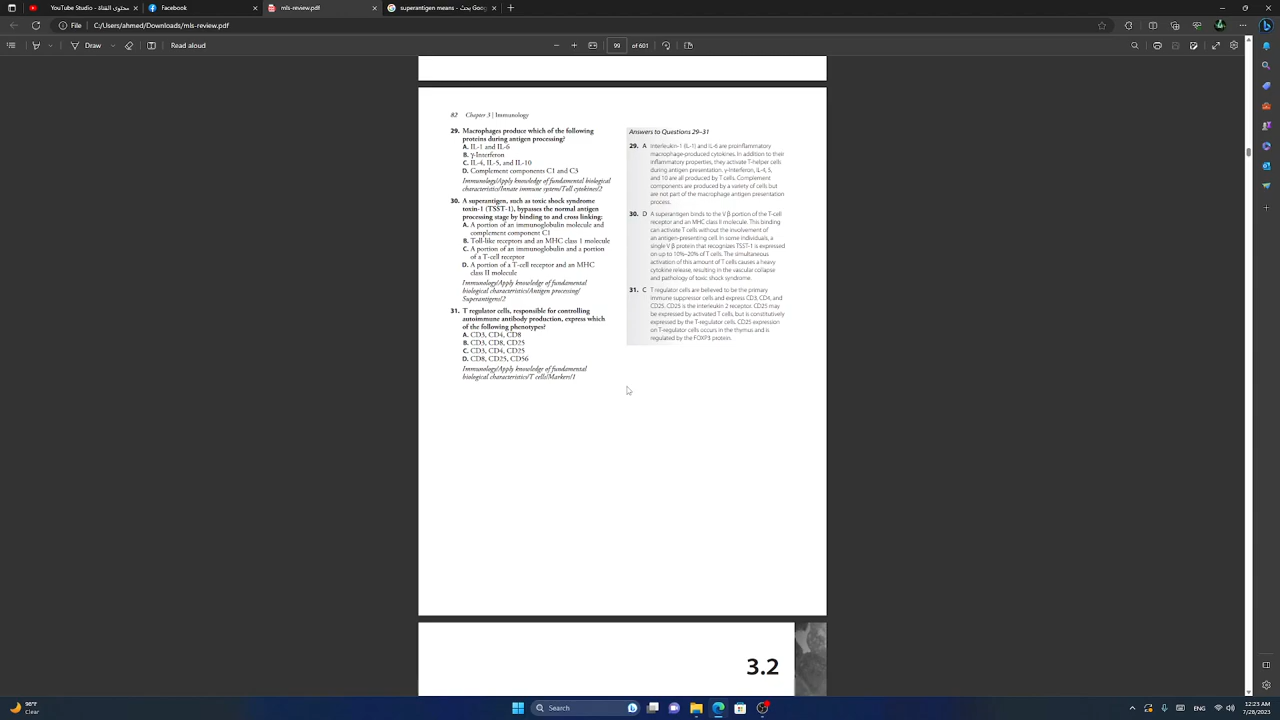 YouTube Studio - محتوى القناة
Facebook
mls-review.pdf
superantigen means - بحث Goog
File
C:/Users/Admin/Downloads/mls-review.pdf
Draw
Read aloud
99
of 601
82 Chapter 3 | Immunology
29. Macrophages produce which of the following
proteins during antigen processing?
A. IL-1 and IL-6
B. γ-Interferon
C. IL-4, IL-5, and IL-10
D. Complement components C1 and C3
Immunology/Apply knowledge of fundamental biological
characteristics/Innate immune system/Toll cytokines/2
30. A superantigen, such as toxic shock syndrome
toxin-1 (TSST-1), bypasses the normal antigen
processing stage by binding to and cross linking:
A. A portion of an immunoglobulin molecule and
complement component C1
B. Toll-like receptors and an MHC class 1 molecule
C. A portion of an immunoglobulin and a portion
of a T-cell receptor
D. A portion of a T-cell receptor and an MHC
class II molecule
Immunology/Apply knowledge of fundamental
biological characteristics/Antigen processing/
Superantigens/2
31. T regulator cells, responsible for controlling
autoimmune antibody production, express which
of the following phenotypes?
A. CD3, CD4, CD8
B. CD3, CD8, CD25
C. CD3, CD4, CD25
D. CD8, CD25, CD56
Immunology/Apply knowledge of fundamental
biological characteristics/T cells/Markers/1
Answers to Questions 29–31
29. A Interleukin-1 (IL-1) and IL-6 are proinflammatory
macrophage-produced cytokines. In addition to their
inflammatory properties, they activate T-helper cells
during antigen presentation. γ-Interferon, IL-4, 5,
and 10 are all produced by T cells. Complement
components are produced by a variety of cells but
are not part of the macrophage antigen presentation
process.
30. D A superantigen binds to the V β portion of the T-cell
receptor and an MHC class II molecule. This binding
can activate T cells without the involvement of
an antigen-presenting cell. In some individuals, a
single V β protein that recognizes TSST-1 is expressed
on up to 10%–20% of T cells. The simultaneous
activation of this amount of T cells causes a heavy
cytokine release, resulting in the vascular collapse
and pathology of toxic shock syndrome.
31. C T regulator cells are believed to be the primary
immune suppressor cells and express CD3, CD4, and
CD25. CD25 is the interleukin 2 receptor. CD25 may
be expressed by activated T cells, but is constitutively
expressed by the T-regulator cells. CD25 expression
on T-regulator cells occurs in the thymus and is
regulated by the FOXP3 protein.
3.2
98°F
Clear
Search
12:23 AM
7/28/2023